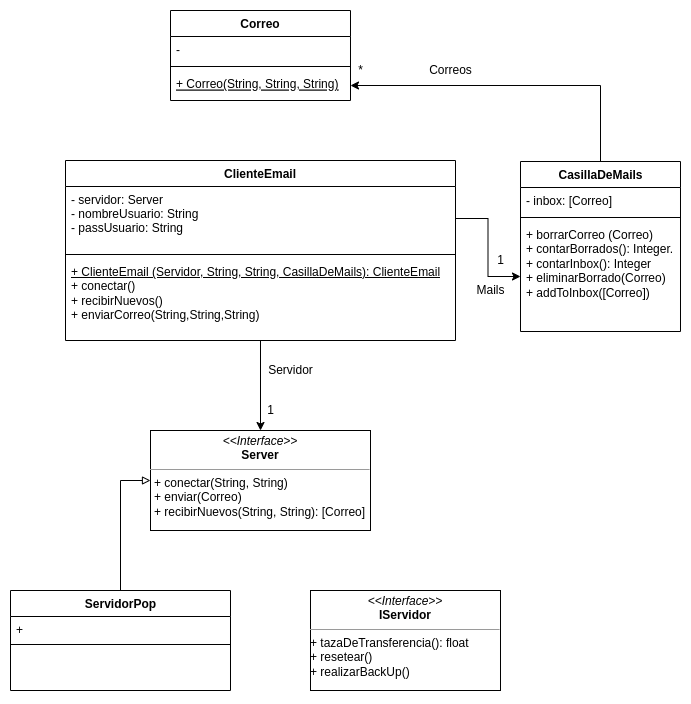 Correo
-
+ Correo(String, String, String)
*
Correos
ClienteEmail
- servidor: Server
- nombreUsuario: String
- passUsuario: String
+ ClienteEmail (Servidor, String, String, CasillaDeMails): ClienteEmail
+ conectar()
+ recibirNuevos()
+ enviarCorreo(String,String,String)
CasillaDeMails
- inbox: [Correo]
+ borrarCorreo (Correo)
+ contarBorrados(): Integer.
+ contarInbox(): Integer
+ eliminarBorrado(Correo)
+ addToInbox([Correo])
1
Mails
Servidor
1
<<Interface>>
Server
+ conectar(String, String)
+ enviar(Correo)
+ recibirNuevos(String, String): [Correo]
ServidorPop
+
<<Interface>>
IServidor
+ tazaDeTransferencia(): float
+ resetear()
+ realizarBackUp()